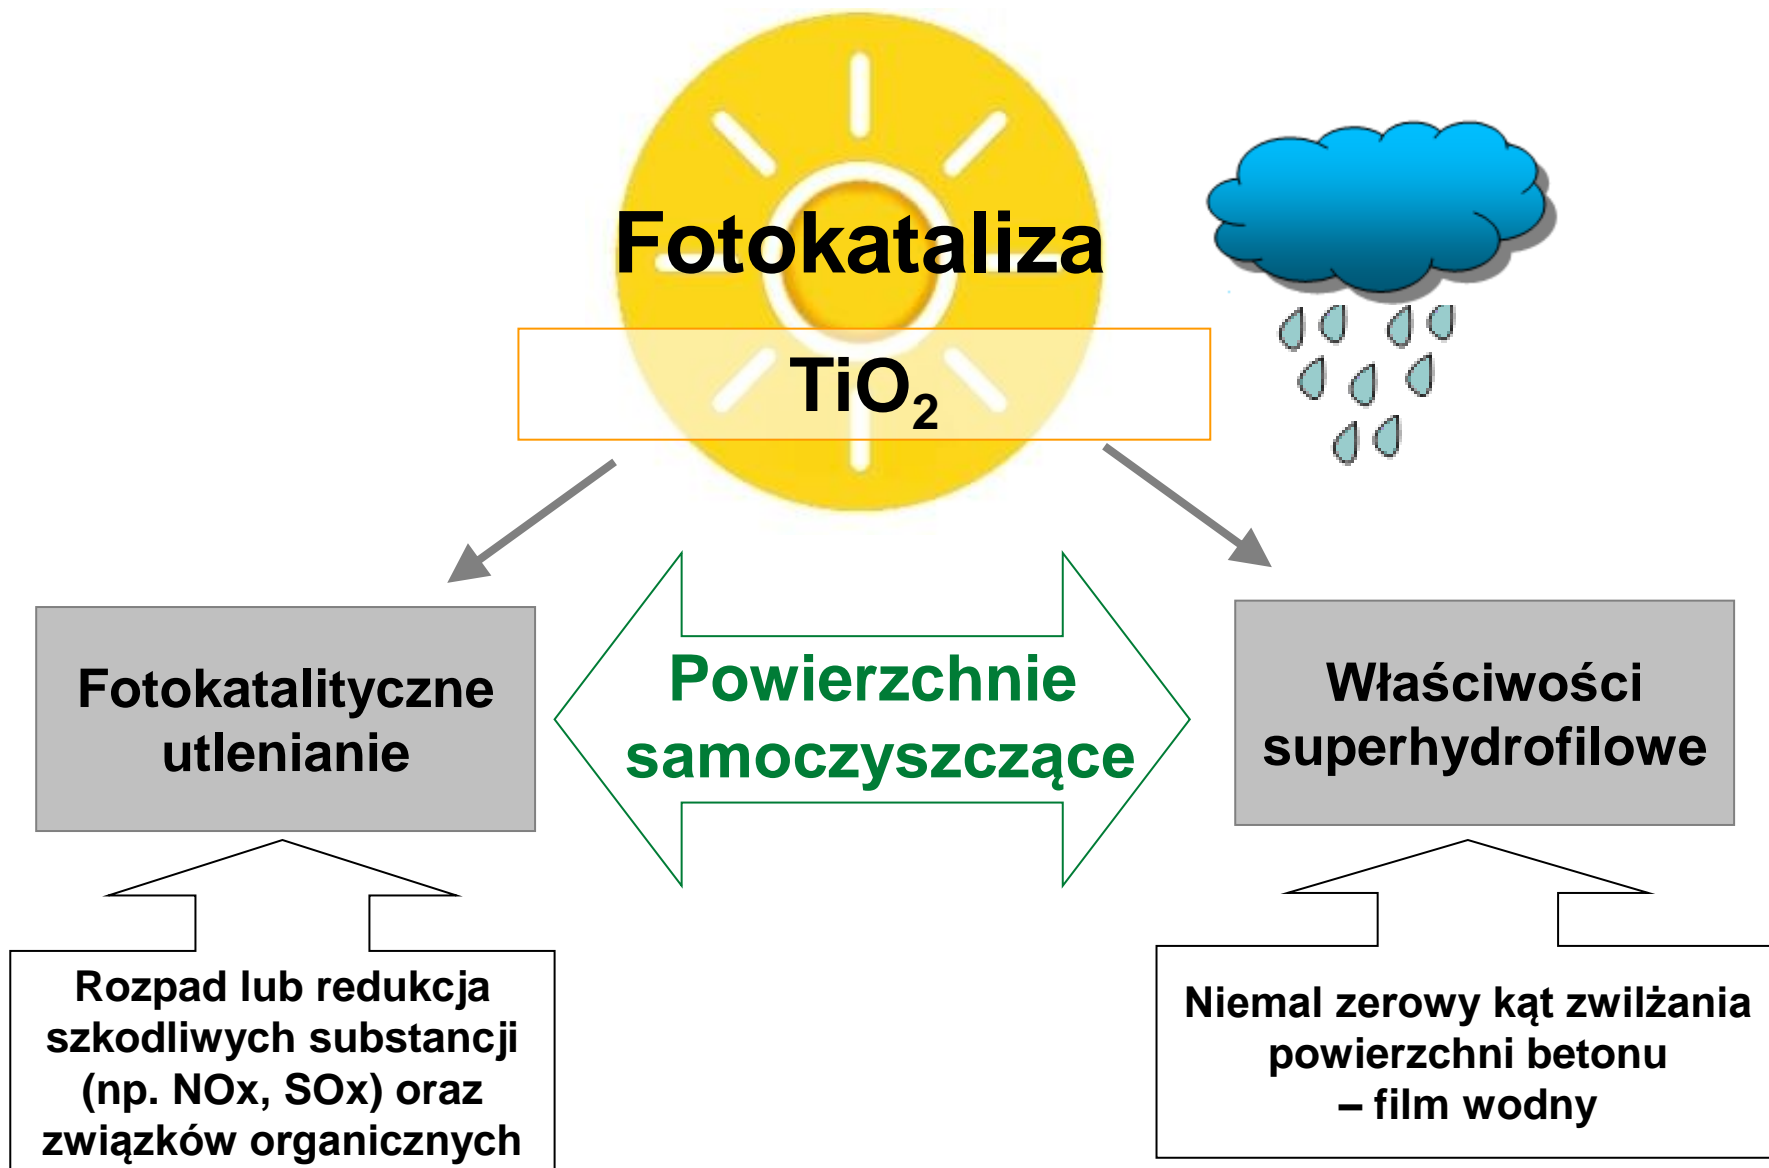 Fotokataliza
TiO₂
Fotokatalityczne
utlenianie
Powierzchnie
samoczyszczące
Właściwości
superhydrofilowe
Rozpad lub redukcja
szkodliwych substancji
(np. NOx, SOx) oraz
związków organicznych
Niemal zerowy kąt zwilżania
powierzchni betonu
– film wodny